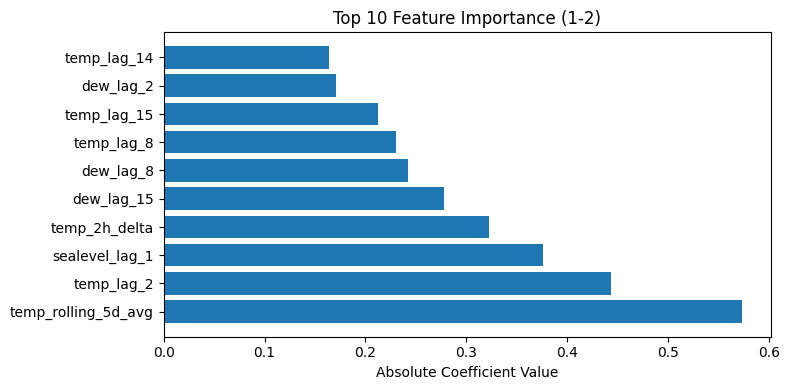 Top 10 Feature Importance (1-2)
temp_lag_14
dew_lag_2
temp_lag_15
temp_lag_8
dew_lag_8
dew_lag_15
temp_2h_delta
sealevel_lag_1
temp_lag_2
temp_rolling_5d_avg
0.0 0.1 0.2 0.3 0.4 0.5 0.6
Absolute Coefficient Value